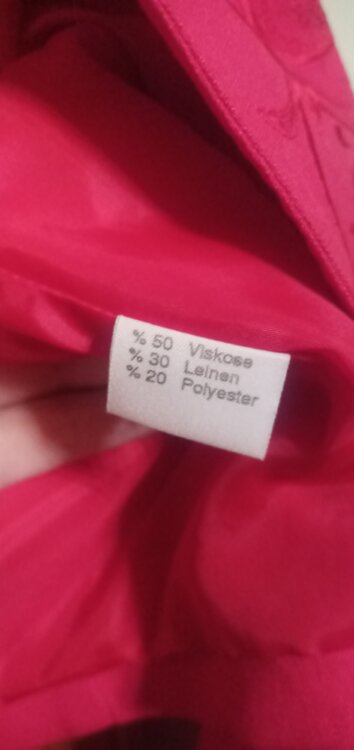 % 50 Viskose
% 30 Leinen
% 20 Polyester